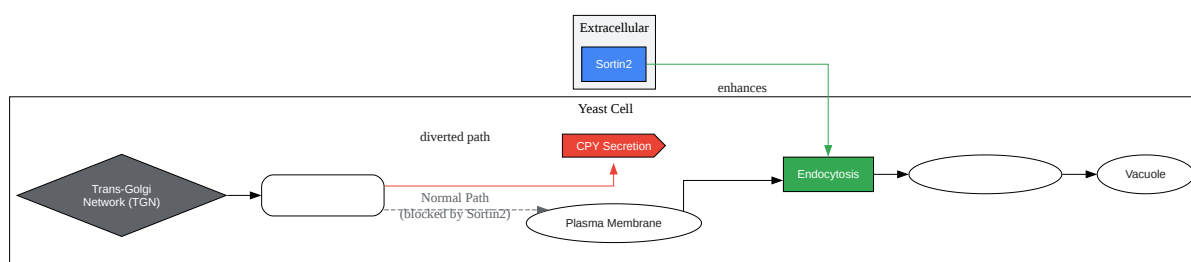 Extracellular
Sortin2
enhances
Yeast Cell
diverted path
CPY Secretion
Trans-Golgi
Network (TGN)
Normal Path
(blocked by Sortin2)
Plasma Membrane
Endocytosis
Vacuole